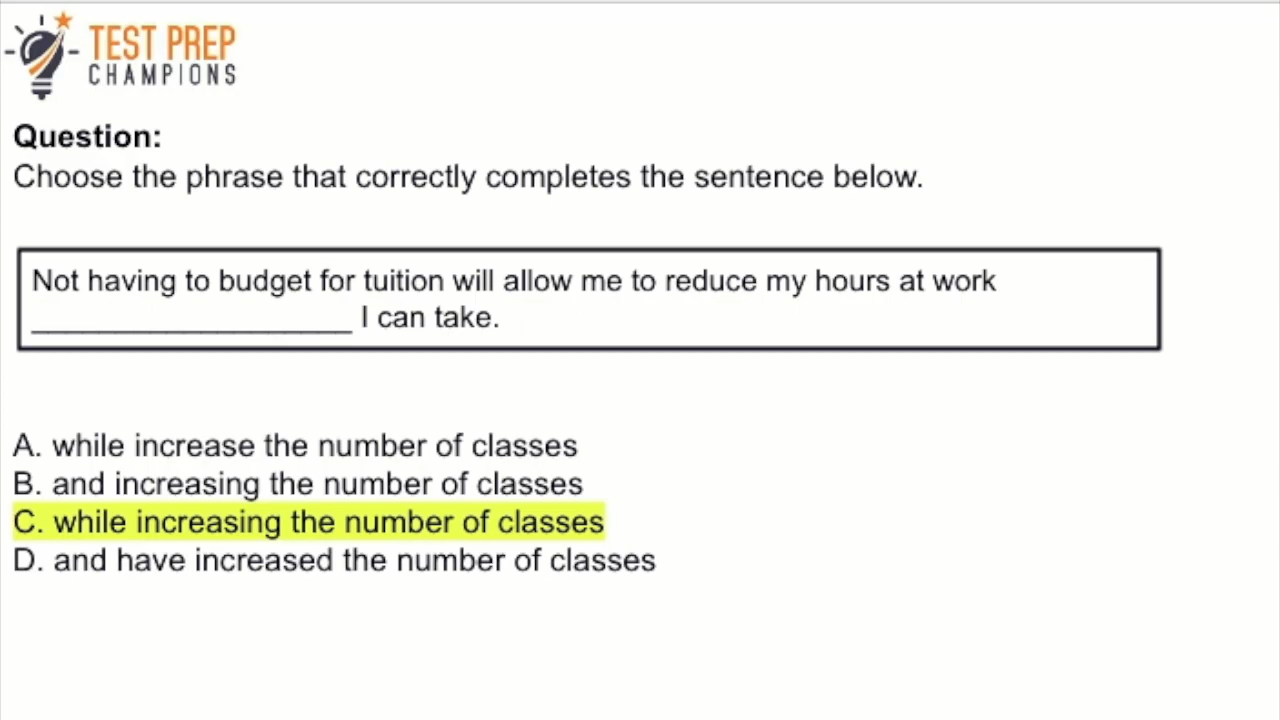 TEST PREP
CHAMPIONS
Question:
Choose the phrase that correctly completes the sentence below.
Not having to budget for tuition will allow me to reduce my hours at work
____________________ I can take.
A. while increase the number of classes
B. and increasing the number of classes
C. while increasing the number of classes
D. and have increased the number of classes